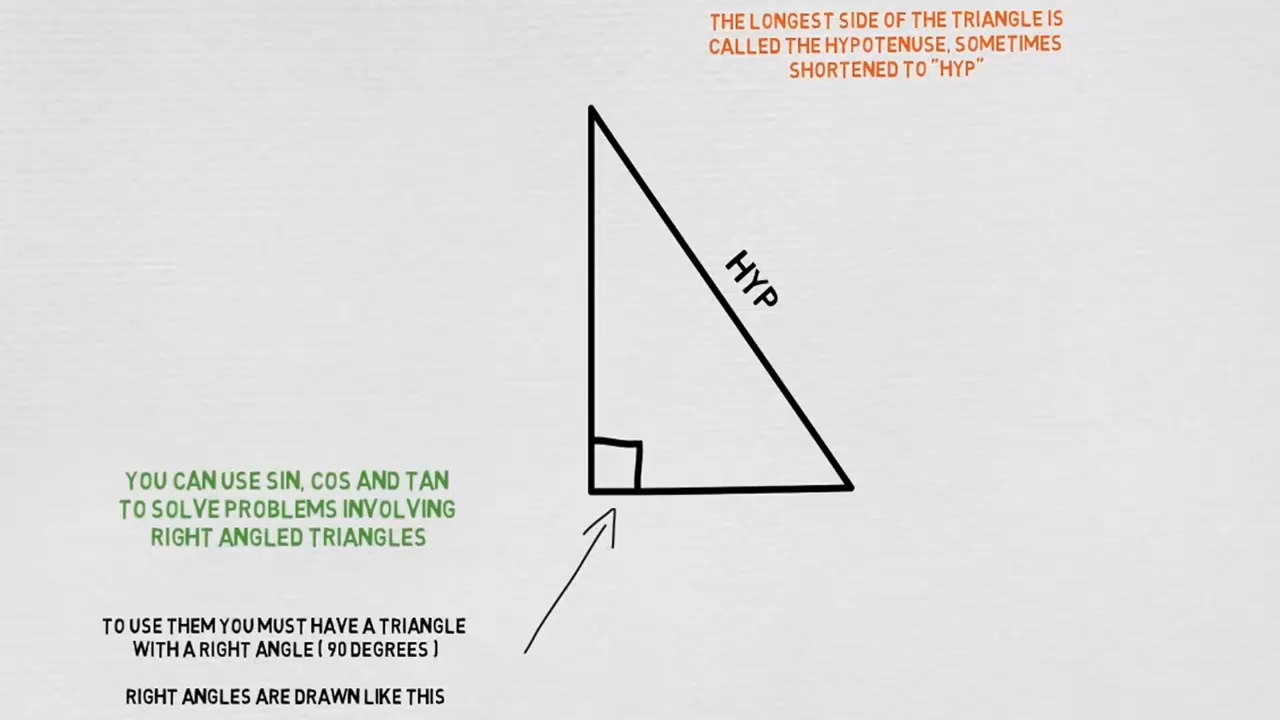 THE LONGEST SIDE OF THE TRIANGLE IS
CALLED THE HYPOTENUSE, SOMETIMES
SHORTENED TO "HYP"
HYP
YOU CAN USE SIN, COS AND TAN
TO SOLVE PROBLEMS INVOLVING
RIGHT ANGLED TRIANGLES
TO USE THEM YOU MUST HAVE A TRIANGLE
WITH A RIGHT ANGLE ( 90 DEGREES )
RIGHT ANGLES ARE DRAWN LIKE THIS